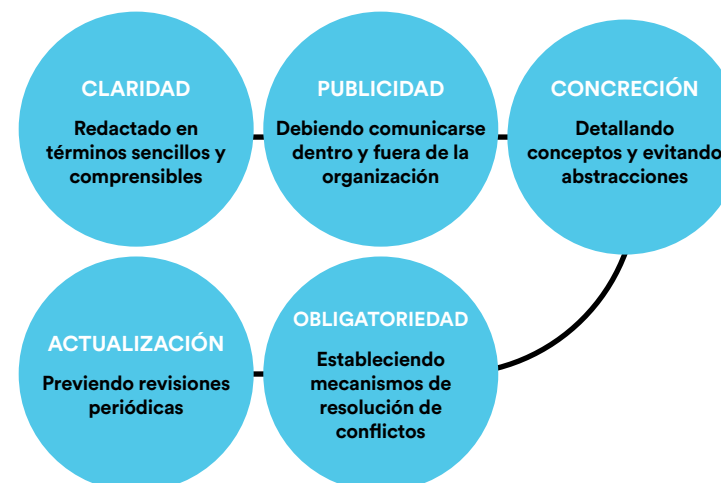 CLARIDAD
Redactado en
términos sencillos y
comprensibles
PUBLICIDAD
Debiendo comunicarse
dentro y fuera de la
organización
CONCRECIÓN
Detallando
conceptos y evitando
abstracciones
OBLIGATORIEDAD
Estableciendo
mecanismos de
resolución de
conflictos
ACTUALIZACIÓN
Previendo revisiones
periódicas